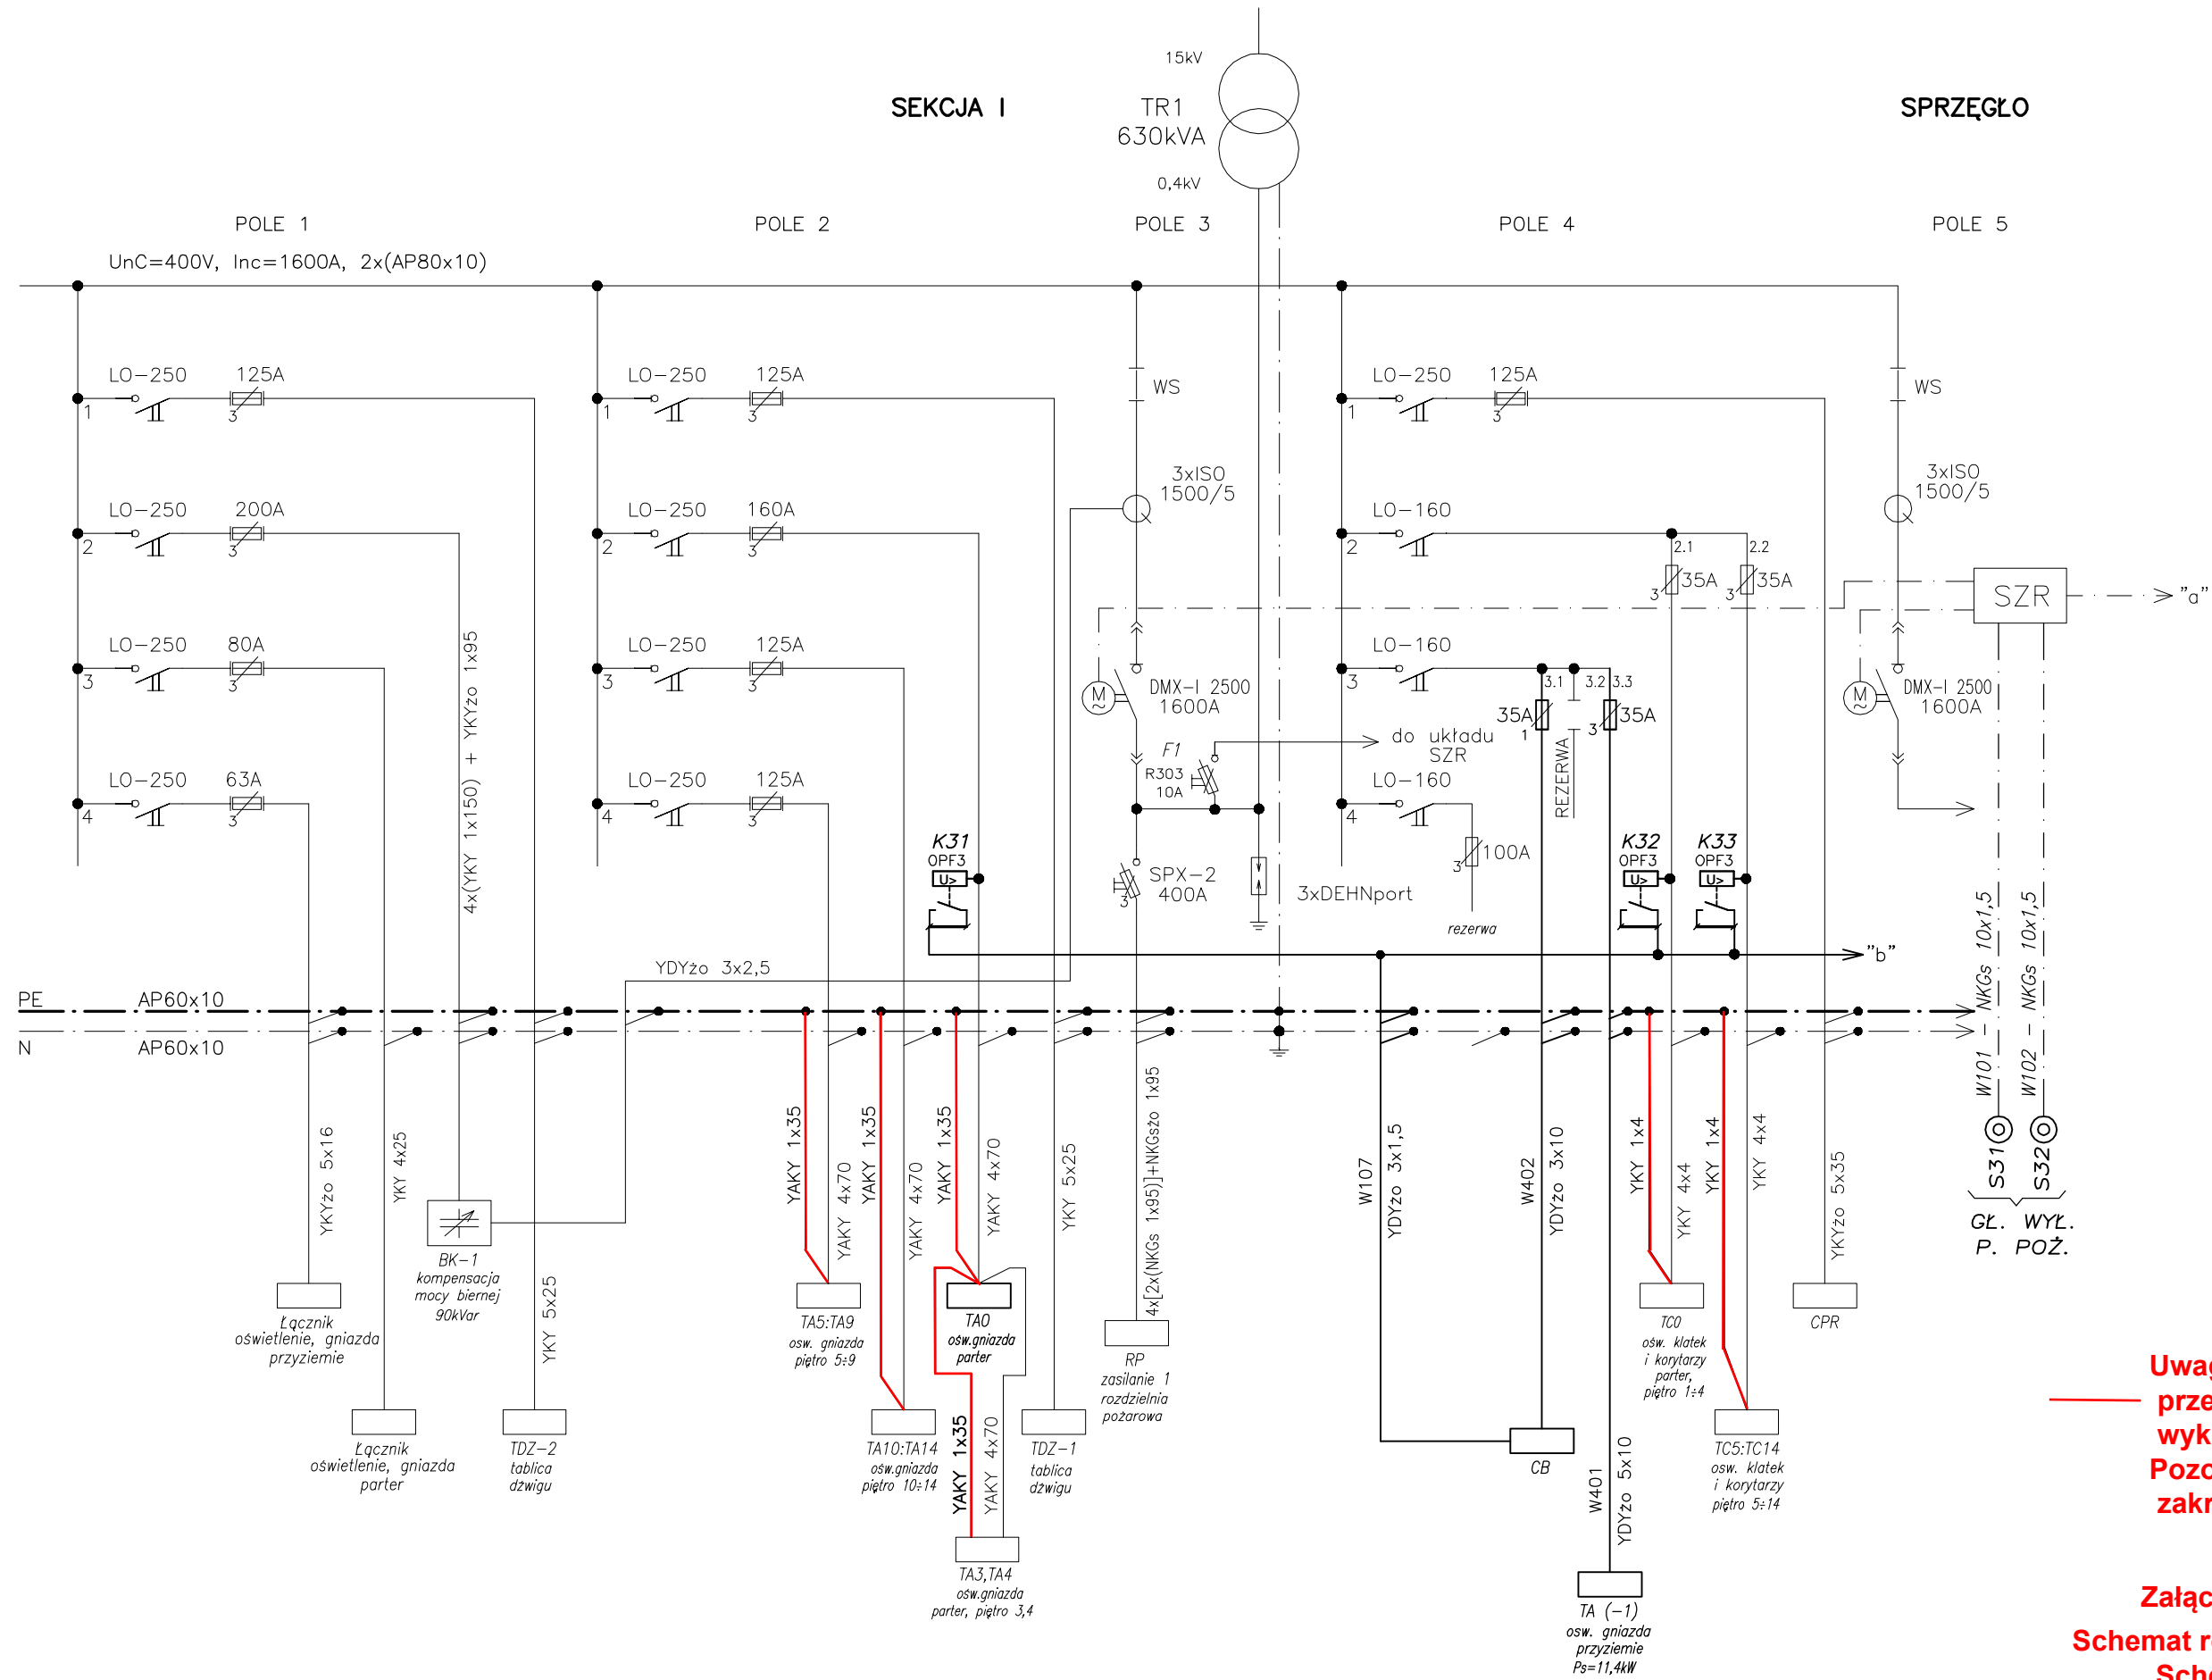 15kV
SEKCJA I
TR1
630kVA
0,4kV
SPRZĘGŁO
POLE 1
POLE 2
POLE 3
POLE 4
POLE 5
UnC=400V, Inc=1600A, 2x(AP80x10)
LO-250 125A
1
3
LO-250 200A
2
3
LO-250 80A
3
3
LO-250 63A
4
3
4x(YKY 1x150) + YKYżo 1x95
LO-250 125A
1
3
LO-250 160A
2
3
LO-250 125A
3
3
LO-250 125A
4
3
K31
OPF3
U>
WS
3xISO
1500/5
M
~
DMX-I 2500
1600A
F1
R303
10A
do układu
SZR
SPX-2
400A
3
3xDEHNport
LO-250 125A
1
3
LO-160
2
2.1
2.2
3
35A
3
35A
LO-160
3
3.1
3.2
3.3
35A
1
3
35A
REZERWA
LO-160
4
3
100A
rezerwa
K32
OPF3
U>
K33
OPF3
U>
WS
3xISO
1500/5
SZR
"a"
M
~
DMX-I 2500
1600A
"b"
YDYżo 3x2,5
PE
AP60x10
N
AP60x10
W101 - NKGs 10x1,5
W102 - NKGs 10x1,5
S31
S32
GŁ. WYŁ.
P. POŻ.
YKYżo 5x16
YKY 4x25
YKY 5x25
YAKY 1x35
YAKY 4x70
YAKY 1x35
YAKY 4x70
YAKY 1x35
YAKY 4x70
YKY 5x25
4x[2x(NKGs 1x95)]+NKGsżo 1x95
W107
YDYżo 3x1,5
W402
YDYżo 3x10
W401
YDYżo 5x10
YKY 1x4
YKY 4x4
YKY 1x4
YKY 4x4
YKYżo 5x35
YAKY 1x35
YAKY 4x70
BK-1
kompensacja
mocy biernej
90kVar
Łącznik
oświetlenie, gniazda
przyziemie
Łącznik
oświetlenie, gniazda
parter
TDZ-2
tablica
dźwigu
TA5:TA9
osw. gniazda
piętro 5÷9
TA10:TA14
ośw.gniazda
piętro 10÷14
TA0
ośw.gniazda
parter
TA3,TA4
ośw.gniazda
parter, piętro 3,4
TDZ-1
tablica
dźwigu
RP
zasilanie 1
rozdzielnia
pożarowa
CB
TA (-1)
osw. gniazda
przyziemie
Ps=11,4kW
TC0
ośw. klatek
i korytarzy
parter,
piętro 1÷4
TC5:TC14
osw. klatek
i korytarzy
piętro 5÷14
CPR